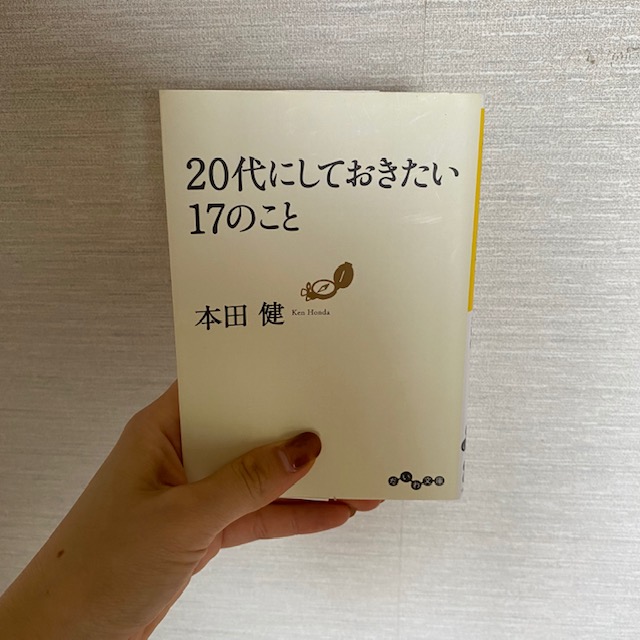 20代にしておきたい
17のこと
本田 健
Ken Honda
だいわ文庫